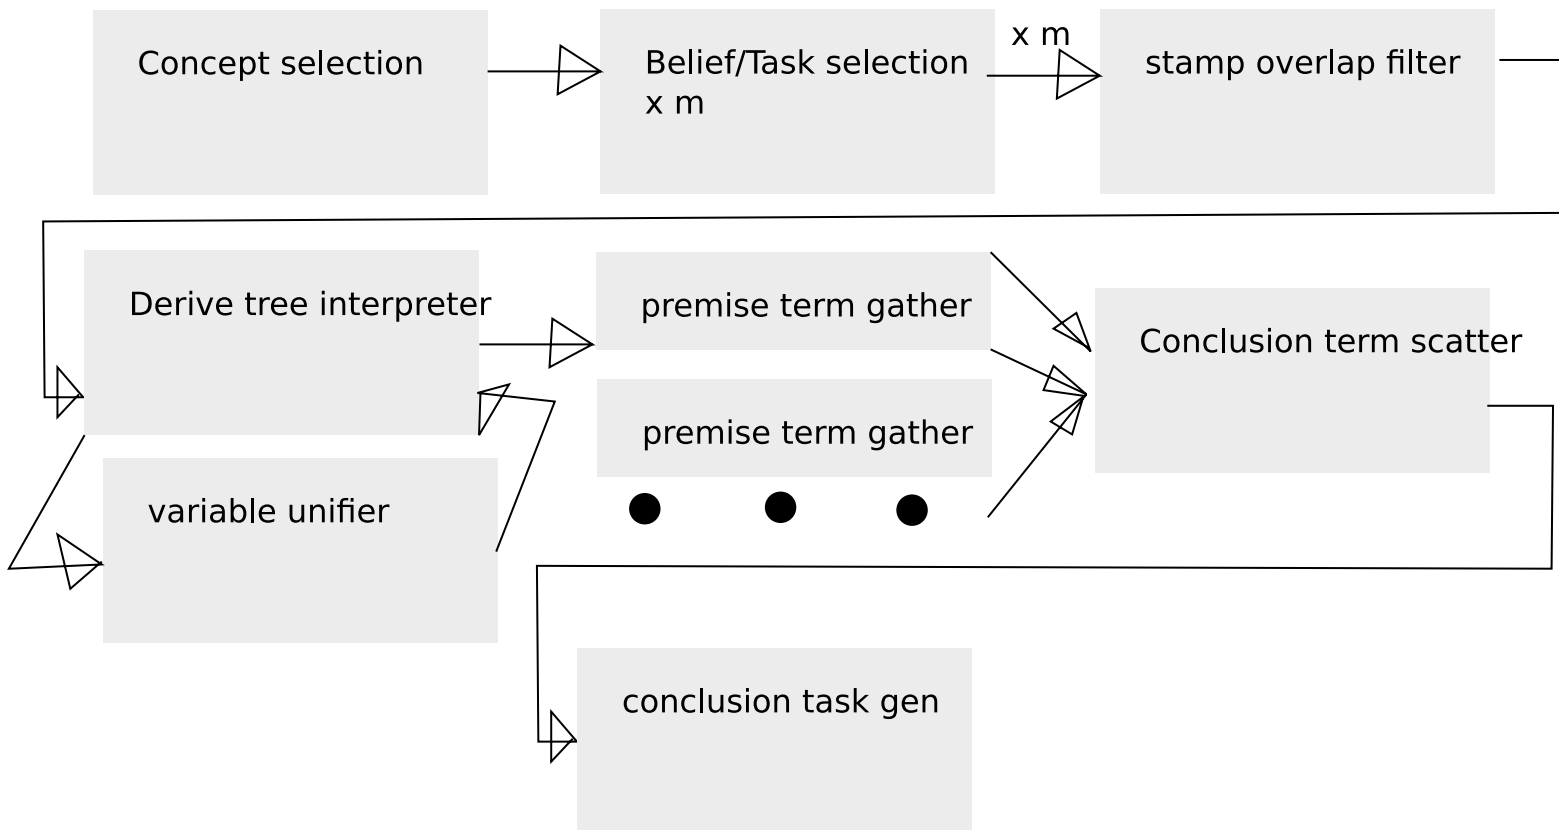 Concept selection
Belief/Task selection
x m
x m
stamp overlap filter
Derive tree interpreter
premise term gather
Conclusion term scatter
premise term gather
variable unifier
conclusion task gen